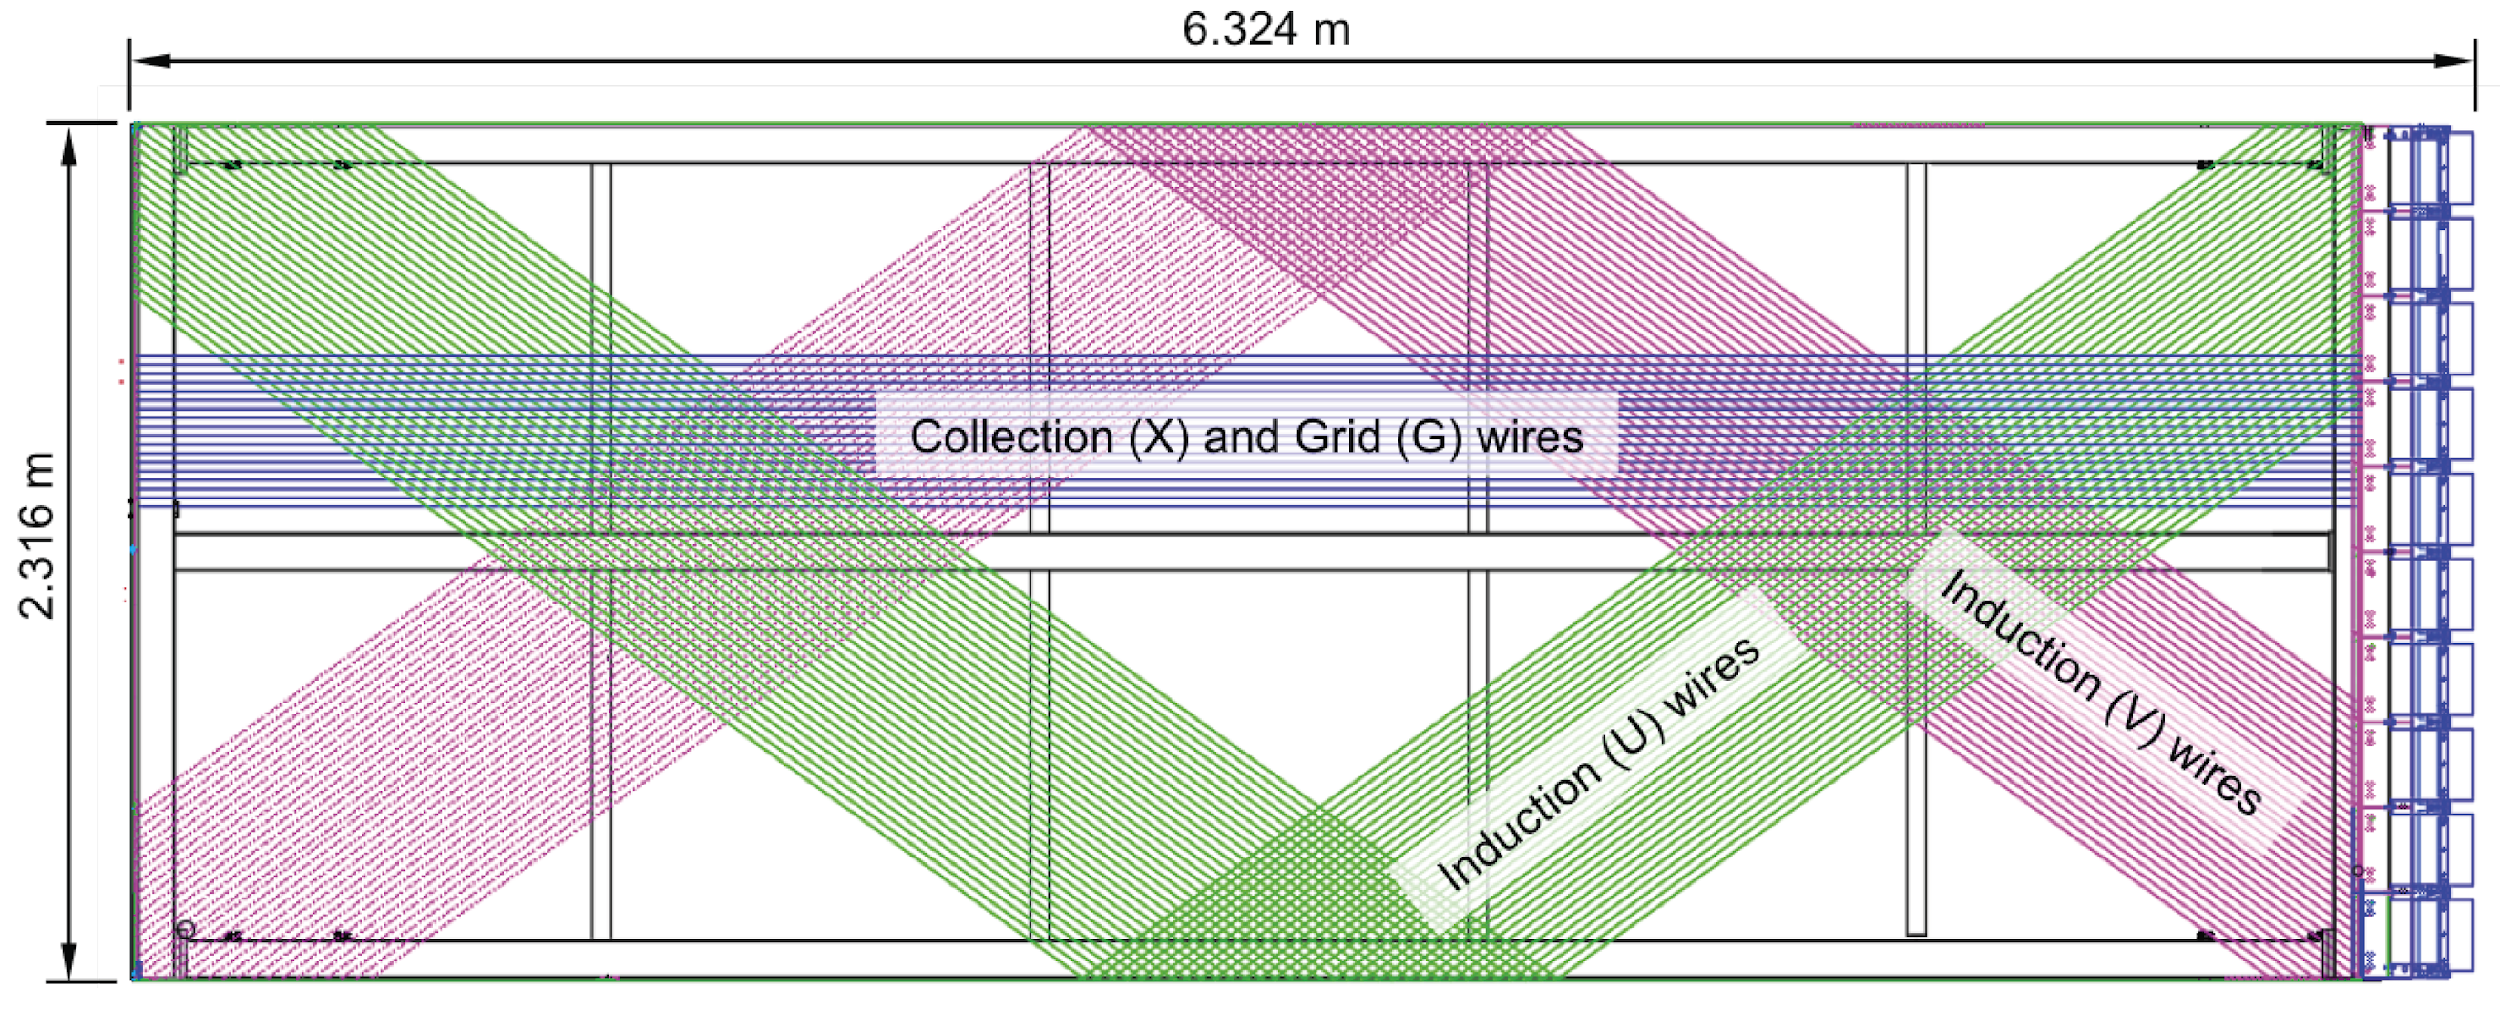 6.324 m
2.316 m
Collection (X) and Grid (G) wires
Induction (U) wires
Induction (V) wires